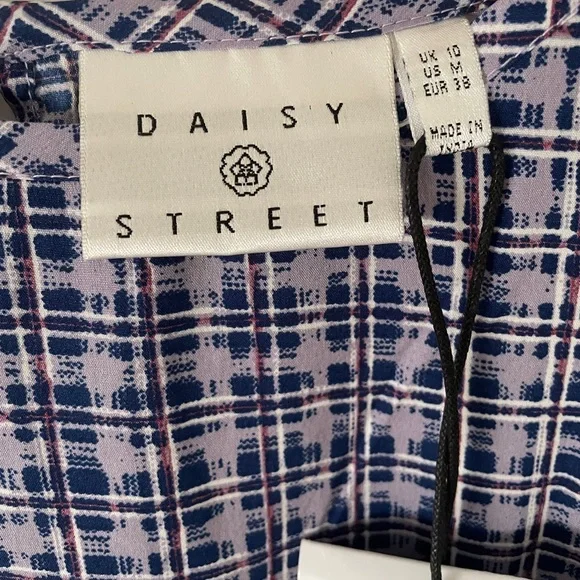 DAISY
STREET
UK 10
US M
EUR 38
MADE IN